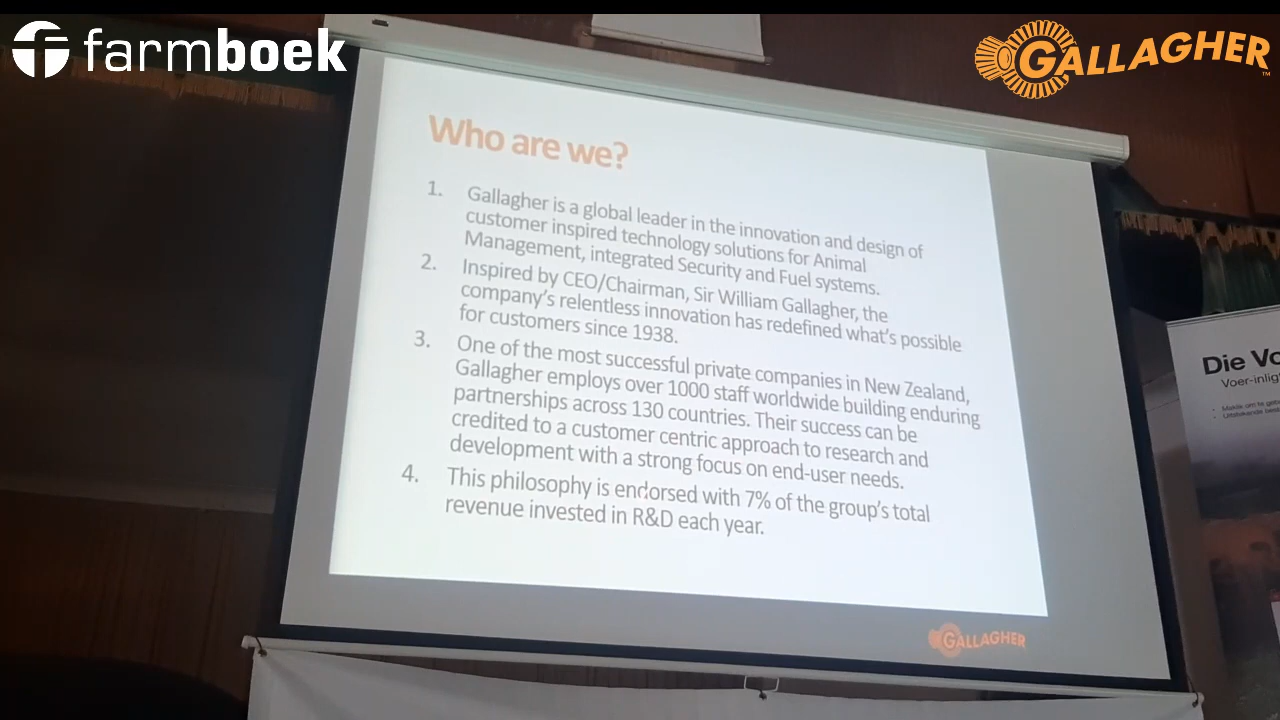 farmboek
GALLAGHER™
Who are we?
1. Gallagher is a global leader in the innovation and design of
customer inspired technology solutions for Animal
Management, integrated Security and Fuel systems.
2. Inspired by CEO/Chairman, Sir William Gallagher, the
company's relentless innovation has redefined what's possible
for customers since 1938.
3. One of the most successful private companies in New Zealand,
Gallagher employs over 1000 staff worldwide building enduring
partnerships across 130 countries. Their success can be
credited to a customer centric approach to research and
development with a strong focus on end-user needs.
4. This philosophy is endorsed with 7% of the group's total
revenue invested in R&D each year.
GALLAGHER
Die Vo
Voer-inligt